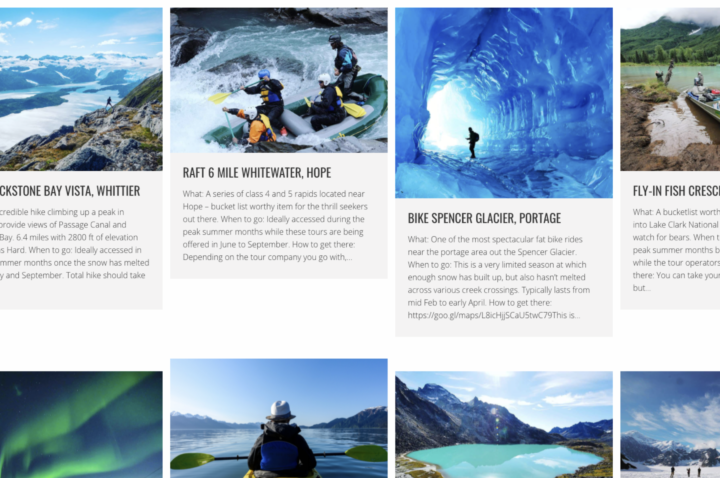 CKSTONE BAY VISTA, WHITTIER
credible hike climbing up a peak in
provide views of Passage Canal and
Bay. 6.4 miles with 2800 ft of elevation
s Hard. When to go: Ideally accessed in
mmer months once the snow has melted
y and September. Total hike should take
RAFT 6 MILE WHITEWATER, HOPE
What: A series of class 4 and 5 rapids located near
Hope – bucket list worthy item for the thrill seekers
out there. When to go: Ideally accessed during the
peak summer months while these tours are being
offered in June to September. How to get there:
Depending on the tour company you go with,...
BIKE SPENCER GLACIER, PORTAGE
What: One of the most spectacular fat bike rides
near the portage area out the Spencer Glacier.
When to go: This is a very limited season at which
enough snow has built up, but also hasn't melted
across various creek crossings. Typically lasts from
mid Feb to early April. How to get there:
https://goo.gl/maps/L8icHjjSCaU5twC79This is...
FLY-IN FISH CRESC
What: A bucketlist worth
into Lake Clark National
watch for bears. When t
peak summer months b
while the tour operators
there: You can take your
but...